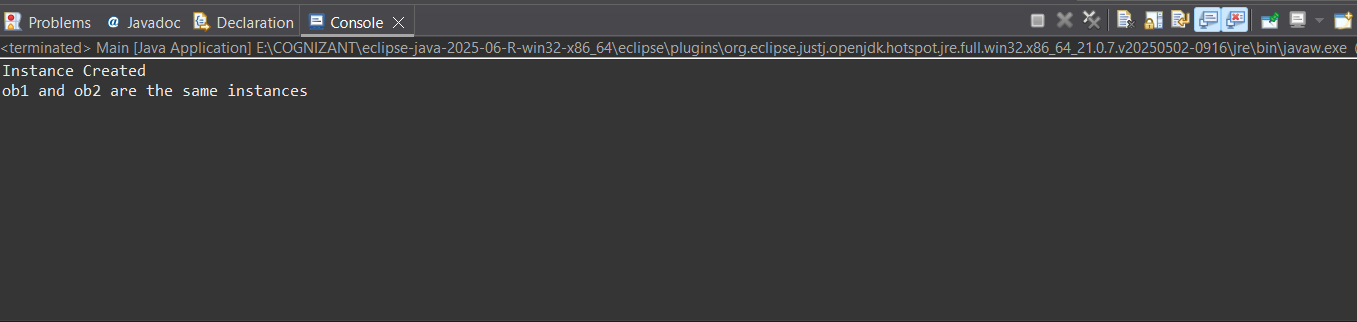 Problems @ Javadoc Declaration Console
<terminated> Main [Java Application] E:\COGNIZANT\eclipse-java-2025-06-R-win32-x86_64\eclipse\plugins\org.eclipse.justj.openjdk.hotspot.jre.full.win32.x86_64_21.0.7.v20250502-0916\jre\bin\javaw.exe (
Instance Created
ob1 and ob2 are the same instances